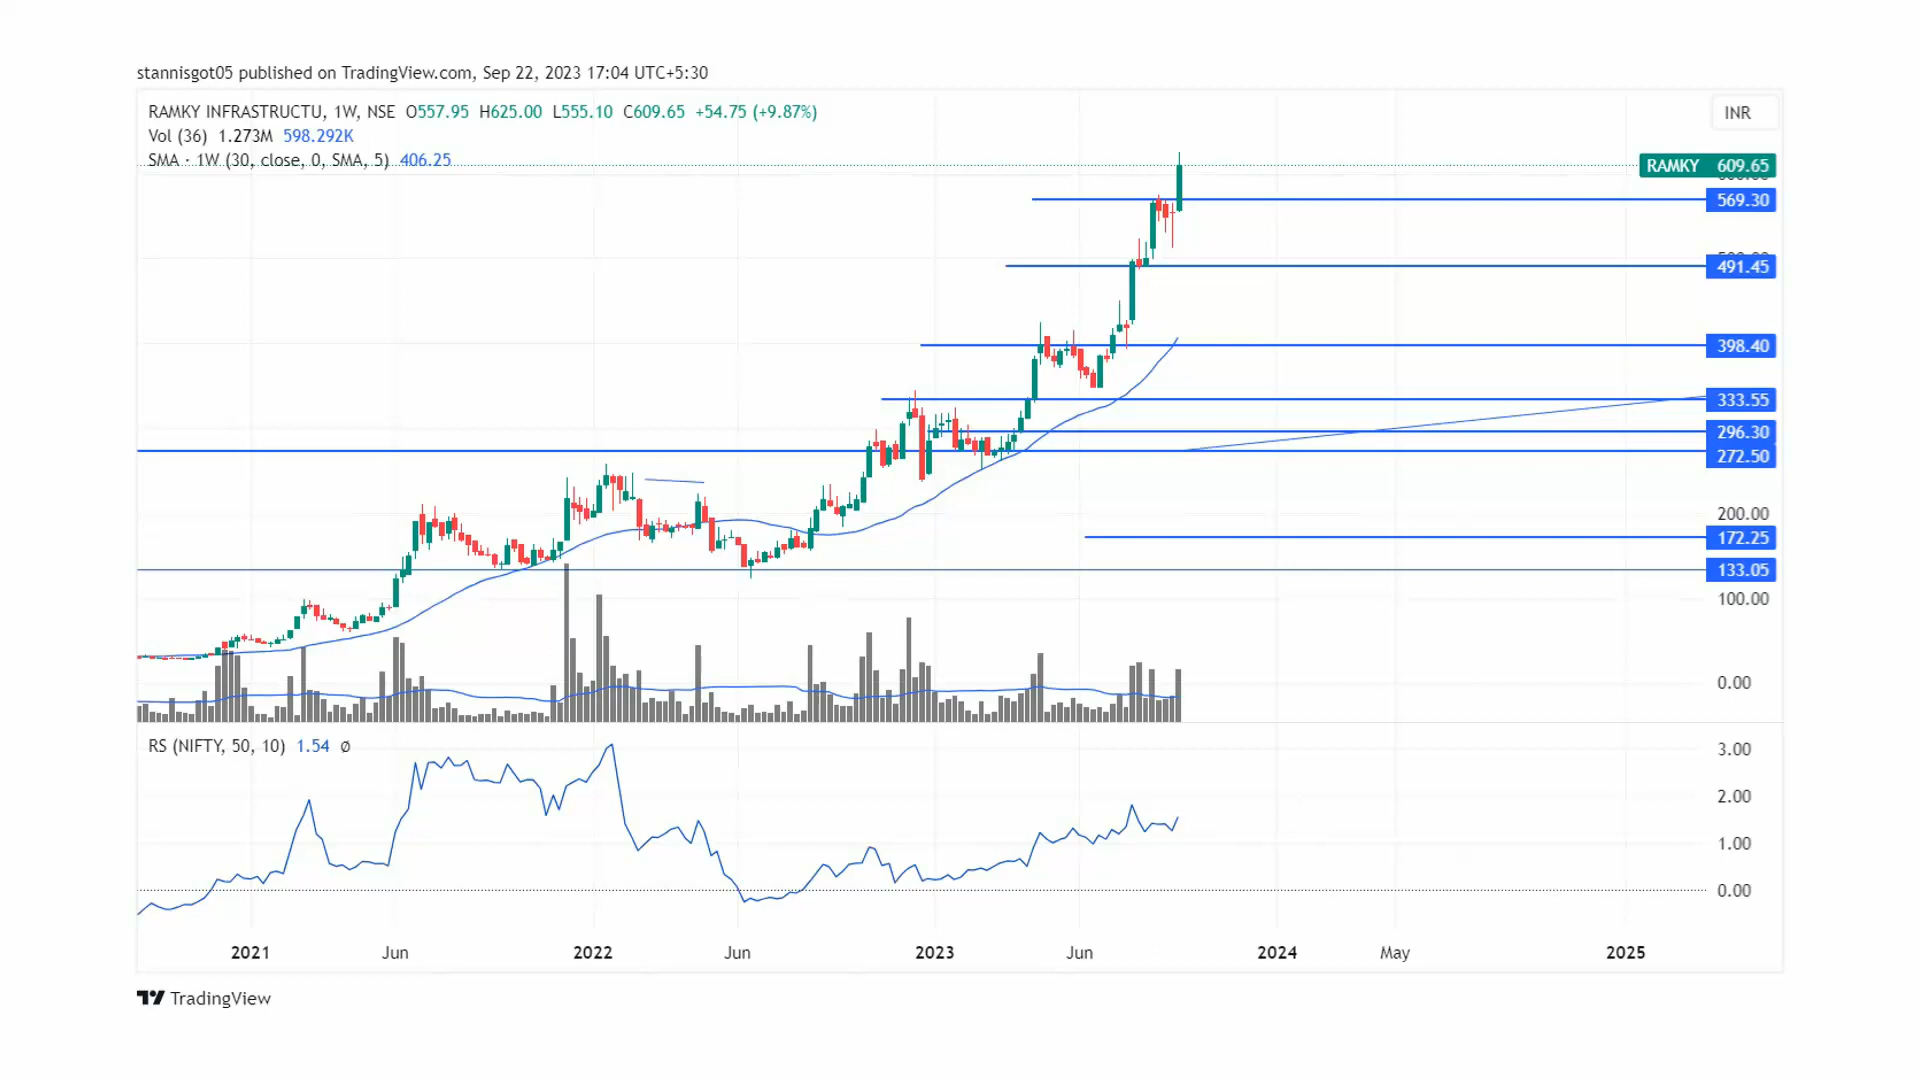 stannisgot05 published on TradingView.com, Sep 22, 2023 17:04 UTC+5:30
RAMKY INFRASTRUCTU, 1W, NSE O557.95 H625.00 L555.10 C609.65 +54.75 (+9.87%)
INR
Vol (36) 1.273M 598.292K
SMA · 1W (30, close, 0, SMA, 5) 406.25
RAMKY 609.65
569.30
491.45
398.40
333.55
296.30
272.50
200.00
172.25
133.05
100.00
0.00
RS (NIFTY, 50, 10) 1.54 ∅
3.00
2.00
1.00
0.00
2021 Jun 2022 Jun 2023 Jun 2024 May 2025
TradingView